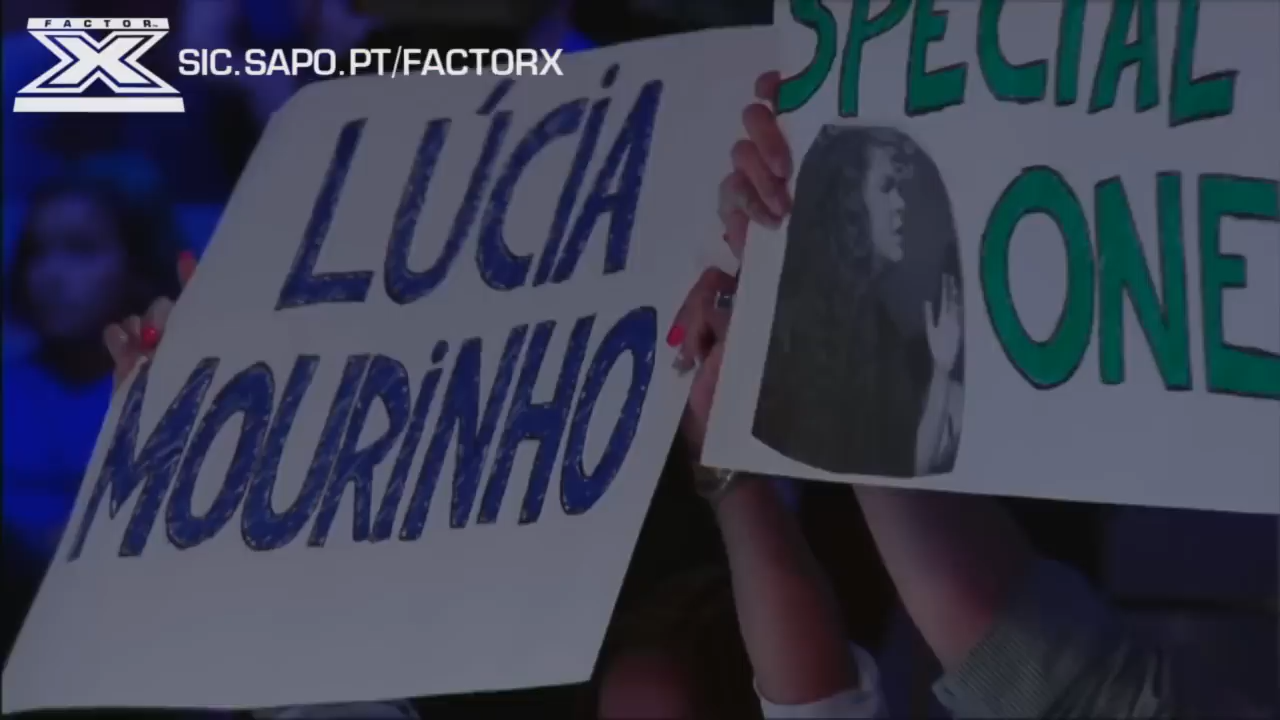 FACTOR
X
SIC.SAPO.PT/FACTORX
LÚCIA
MOURiNHO
SPECIAL
ONE